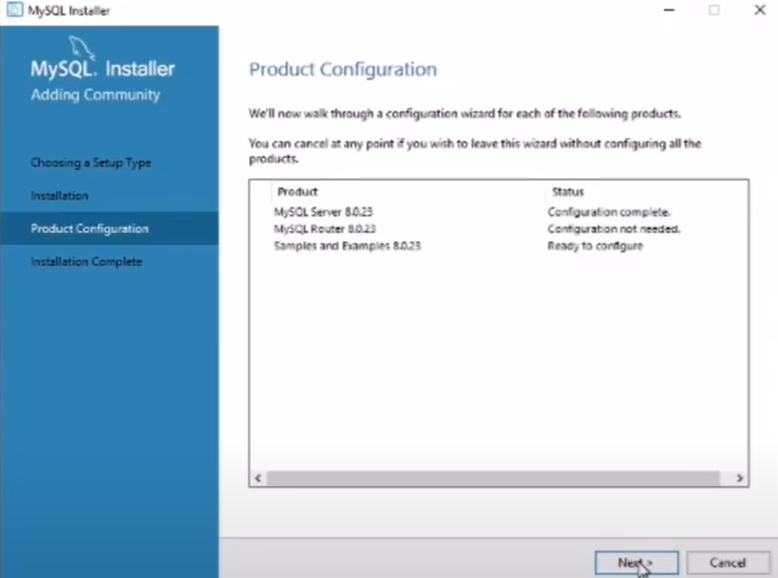 MySQL Installer
MySQL. Installer
Adding Community
Choosing a Setup Type
Installation
Product Configuration
Installation Complete
Product Configuration
We'll now walk through a configuration wizard for each of the following products.
You can cancel at any point if you wish to leave this wizard without configuring all the
products.
Product Status
MySQL Server 8.0.23 Configuration complete.
MySQL Router 8.0.23 Configuration not needed.
Samples and Examples 8.0.23 Ready to configure
Next > Cancel